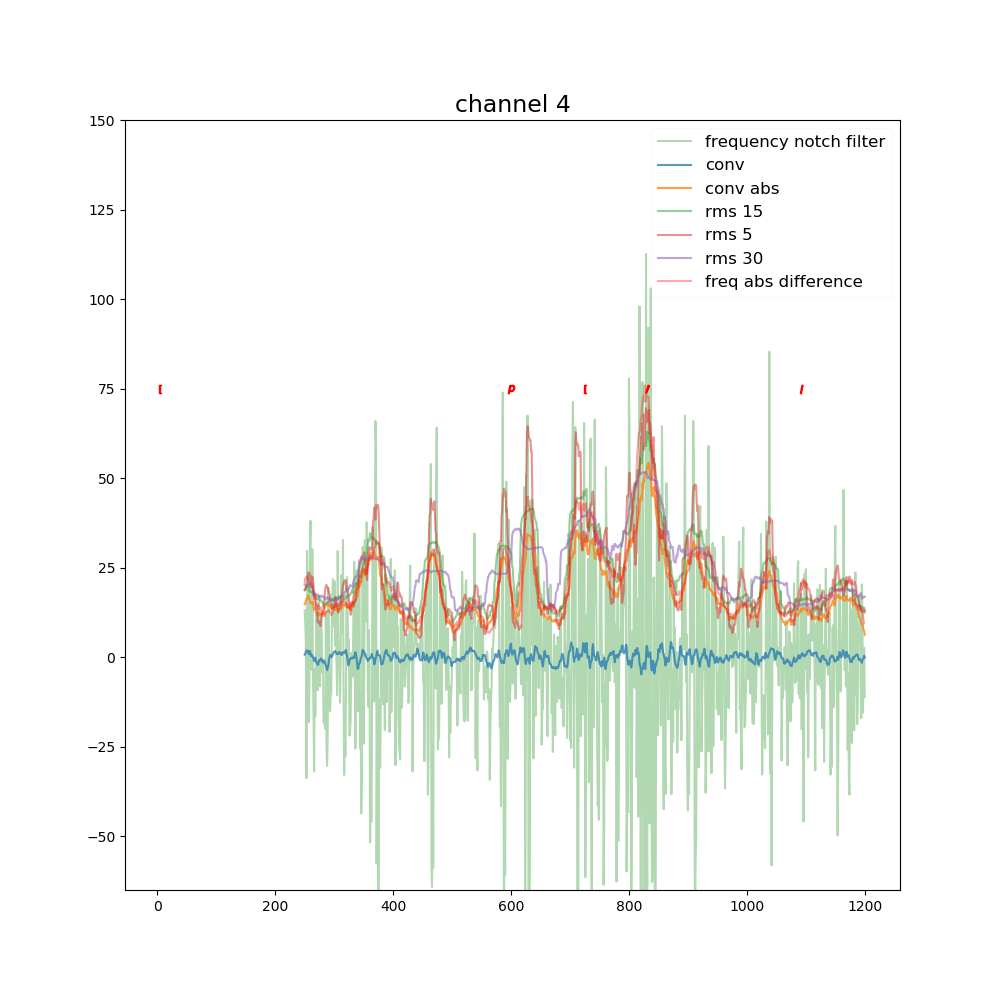 channel 4
150
125
100
75
50
25
0
−25
−50
frequency notch filter
conv
conv abs
rms 15
rms 5
rms 30
freq abs difference
[ p [ / /
0 200 400 600 800 1000 1200